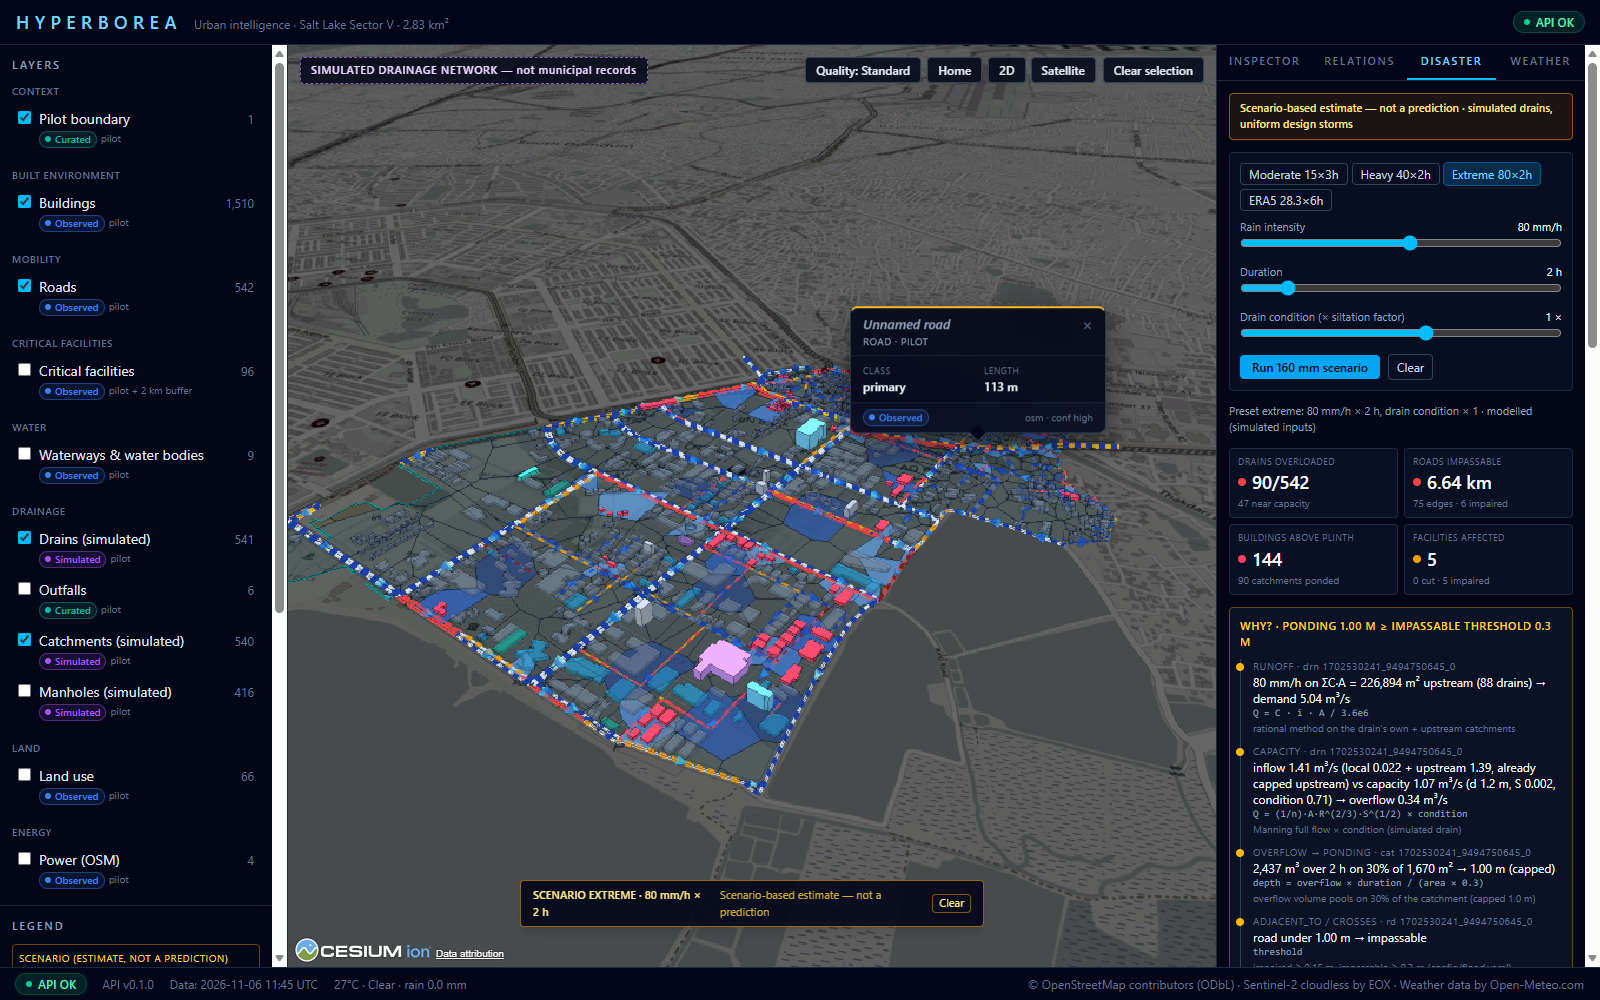 HYPERBOREA
Urban intelligence · Salt Lake Sector V · 2.83 km²
API OK
LAYERS
CONTEXT
Pilot boundary 1
Curated pilot
BUILT ENVIRONMENT
Buildings 1,510
Observed pilot
MOBILITY
Roads 542
Observed pilot
CRITICAL FACILITIES
Critical facilities 96
Observed pilot + 2 km buffer
WATER
Waterways & water bodies 9
Observed pilot
DRAINAGE
Drains (simulated) 541
Simulated pilot
Outfalls 6
Curated pilot
Catchments (simulated) 540
Simulated pilot
Manholes (simulated) 416
Simulated pilot
LAND
Land use 66
Observed pilot
ENERGY
Power (OSM) 4
Observed pilot
LEGEND
SCENARIO (ESTIMATE, NOT A PREDICTION)
SIMULATED DRAINAGE NETWORK — not municipal records
Quality: Standard
Home
2D
Satellite
Clear selection
Unnamed road ×
ROAD · PILOT
CLASS LENGTH
primary 113 m
Observed osm · conf high
SCENARIO EXTREME · 80 mm/h × 2 h
Scenario-based estimate — not a prediction
Clear
CESIUM ion Data attribution
INSPECTOR RELATIONS DISASTER WEATHER
Scenario-based estimate — not a prediction · simulated drains,
uniform design storms
Moderate 15×3h Heavy 40×2h Extreme 80×2h
ERA5 28.3×6h
Rain intensity 80 mm/h
Duration 2 h
Drain condition (× siltation factor) 1 ×
Run 160 mm scenario Clear
Preset extreme: 80 mm/h × 2 h, drain condition × 1 · modelled
(simulated inputs)
DRAINS OVERLOADED
90/542
47 near capacity
ROADS IMPASSABLE
6.64 km
75 edges · 6 impaired
BUILDINGS ABOVE PLINTH
144
90 catchments ponded
FACILITIES AFFECTED
5
0 cut · 5 impaired
WHY? · PONDING 1.00 M ≥ IMPASSABLE THRESHOLD 0.3
M
RUNOFF · drn 1702530241_9494750645_0
80 mm/h on ΣC·A = 226,894 m² upstream (88 drains) →
demand 5.04 m³/s
Q = C · i · A / 3.6e6
rational method on the drain's own + upstream catchments
CAPACITY · drn 1702530241_9494750645_0
inflow 1.41 m³/s (local 0.022 + upstream 1.39, already
capped upstream) vs capacity 1.07 m³/s (d 1.2 m, S 0.002,
condition 0.71) → overflow 0.34 m³/s
Q = (1/n)·A·R^(2/3)·S^(1/2) × condition
Manning full flow × condition (simulated drain)
OVERFLOW → PONDING · cat 1702530241_9494750645_0
2,437 m³ over 2 h on 30% of 1,670 m² → 1.00 m (capped)
depth = overflow × duration / (area × 0.3)
overflow volume pools on 30% of the catchment (capped 1.0 m)
ADJACENT_TO / CROSSES · rd 1702530241_9494750645_0
road under 1.00 m → impassable
threshold
API OK API v0.1.0 Data: 2026-11-06 11:45 UTC 27°C · Clear · rain 0.0 mm
© OpenStreetMap contributors (ODbL) · Sentinel-2 cloudless by EOX · Weather data by Open-Meteo.com